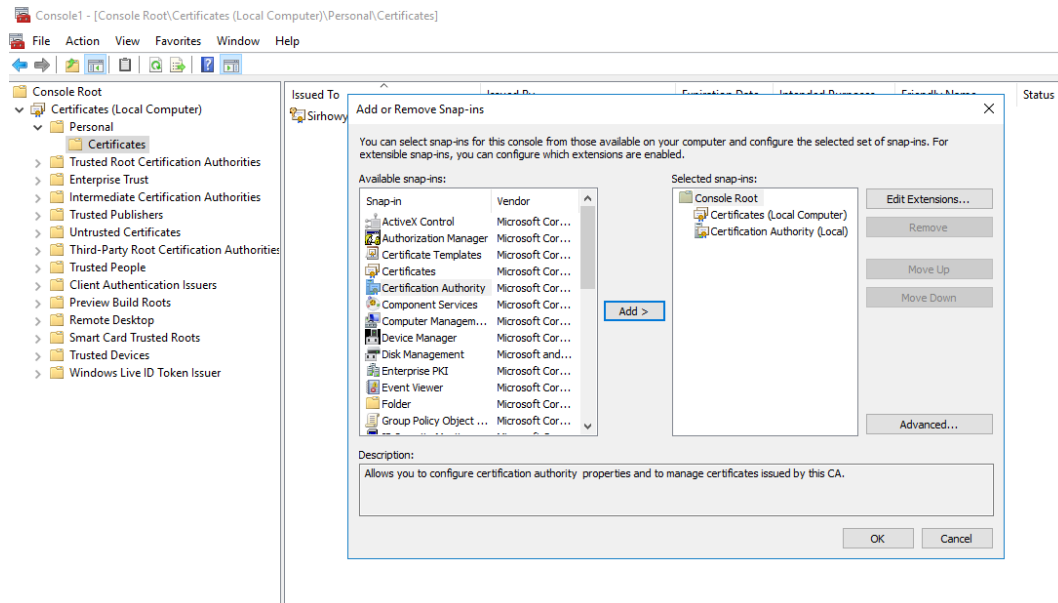 Console1 - [Console Root\Certificates (Local Computer)\Personal\Certificates]
File Action View Favorites Window Help
Console Root
Certificates (Local Computer)
Personal
Certificates
Trusted Root Certification Authorities
Enterprise Trust
Intermediate Certification Authorities
Trusted Publishers
Untrusted Certificates
Third-Party Root Certification Authorities
Trusted People
Client Authentication Issuers
Preview Build Roots
Remote Desktop
Smart Card Trusted Roots
Trusted Devices
Windows Live ID Token Issuer
Issued To Issued By Expiration Date Intended Purposes Friendly Name Status
Sirhowy
Add or Remove Snap-ins
You can select snap-ins for this console from those available on your computer and configure the selected set of snap-ins. For
extensible snap-ins, you can configure which extensions are enabled.
Available snap-ins:
Snap-in Vendor
ActiveX Control Microsoft Cor...
Authorization Manager Microsoft Cor...
Certificate Templates Microsoft Cor...
Certificates Microsoft Cor...
Certification Authority Microsoft Cor...
Component Services Microsoft Cor...
Computer Managem... Microsoft Cor...
Device Manager Microsoft Cor...
Disk Management Microsoft and...
Enterprise PKI Microsoft Cor...
Event Viewer Microsoft Cor...
Folder Microsoft Cor...
Group Policy Object ... Microsoft Cor...
Add >
Selected snap-ins:
Console Root
Certificates (Local Computer)
Certification Authority (Local)
Edit Extensions...
Remove
Move Up
Move Down
Advanced...
Description:
Allows you to configure certification authority properties and to manage certificates issued by this CA.
OK Cancel